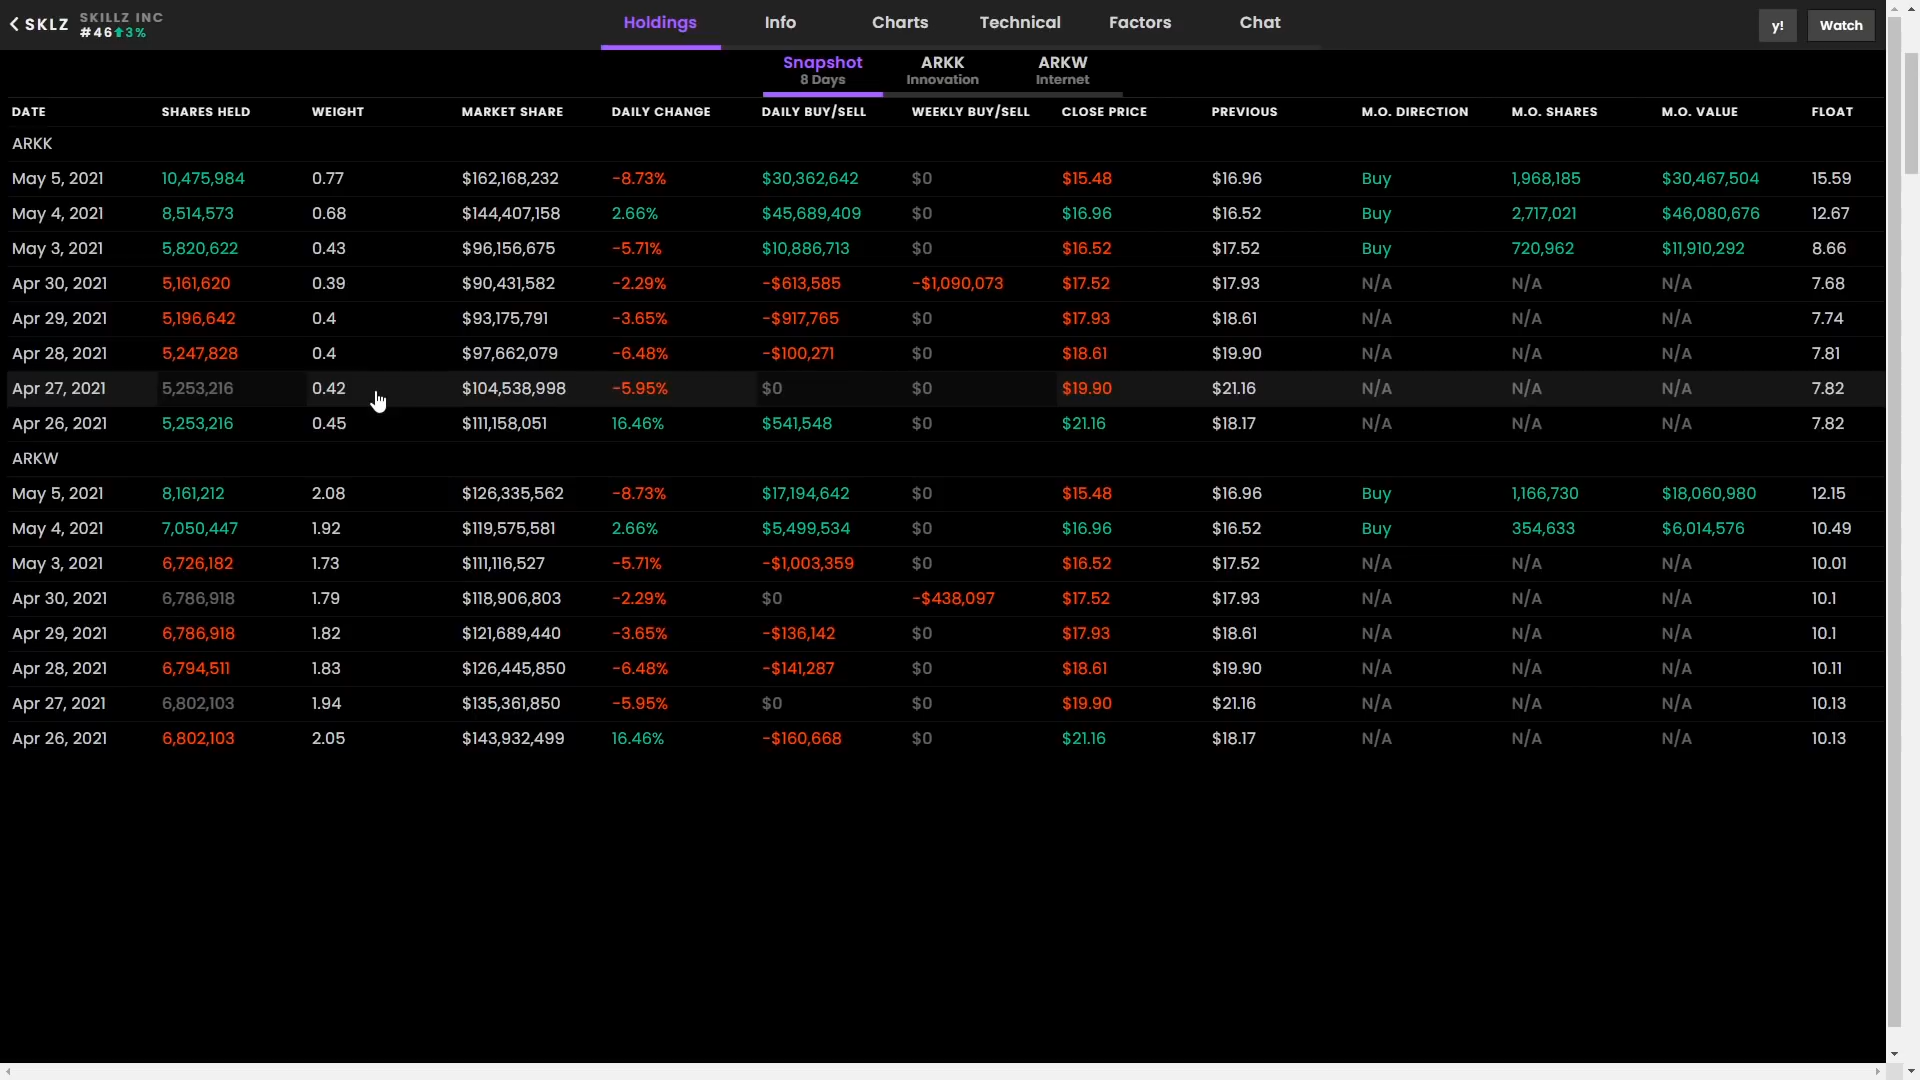 SKLZ SKILLZ INC
#46⬆3%
Holdings Info Charts Technical Factors Chat y! Watch
Snapshot ARKK ARKW
8 Days Innovation Internet
DATE SHARES HELD WEIGHT MARKET SHARE DAILY CHANGE DAILY BUY/SELL WEEKLY BUY/SELL CLOSE PRICE PREVIOUS M.O. DIRECTION M.O. SHARES M.O. VALUE FLOAT
ARKK
May 5, 2021 10,475,984 0.77 $162,168,232 -8.73% $30,362,642 $0 $15.48 $16.96 Buy 1,968,185 $30,467,504 15.59
May 4, 2021 8,514,573 0.68 $144,407,158 2.66% $45,689,409 $0 $16.96 $16.52 Buy 2,717,021 $46,080,676 12.67
May 3, 2021 5,820,622 0.43 $96,156,675 -5.71% $10,886,713 $0 $16.52 $17.52 Buy 720,962 $11,910,292 8.66
Apr 30, 2021 5,161,620 0.39 $90,431,582 -2.29% -$613,585 -$1,090,073 $17.52 $17.93 N/A N/A N/A 7.68
Apr 29, 2021 5,196,642 0.4 $93,175,791 -3.65% -$917,765 $0 $17.93 $18.61 N/A N/A N/A 7.74
Apr 28, 2021 5,247,828 0.4 $97,662,079 -6.48% -$100,271 $0 $18.61 $19.90 N/A N/A N/A 7.81
Apr 27, 2021 5,253,216 0.42 $104,538,998 -5.95% $0 $0 $19.90 $21.16 N/A N/A N/A 7.82
Apr 26, 2021 5,253,216 0.45 $111,158,051 16.46% $541,548 $0 $21.16 $18.17 N/A N/A N/A 7.82
ARKW
May 5, 2021 8,161,212 2.08 $126,335,562 -8.73% $17,194,642 $0 $15.48 $16.96 Buy 1,166,730 $18,060,980 12.15
May 4, 2021 7,050,447 1.92 $119,575,581 2.66% $5,499,534 $0 $16.96 $16.52 Buy 354,633 $6,014,576 10.49
May 3, 2021 6,726,182 1.73 $111,116,527 -5.71% -$1,003,359 $0 $16.52 $17.52 N/A N/A N/A 10.01
Apr 30, 2021 6,786,918 1.79 $118,906,803 -2.29% $0 -$438,097 $17.52 $17.93 N/A N/A N/A 10.1
Apr 29, 2021 6,786,918 1.82 $121,689,440 -3.65% -$136,142 $0 $17.93 $18.61 N/A N/A N/A 10.1
Apr 28, 2021 6,794,511 1.83 $126,445,850 -6.48% -$141,287 $0 $18.61 $19.90 N/A N/A N/A 10.11
Apr 27, 2021 6,802,103 1.94 $135,361,850 -5.95% $0 $0 $19.90 $21.16 N/A N/A N/A 10.13
Apr 26, 2021 6,802,103 2.05 $143,932,499 16.46% -$160,668 $0 $21.16 $18.17 N/A N/A N/A 10.13